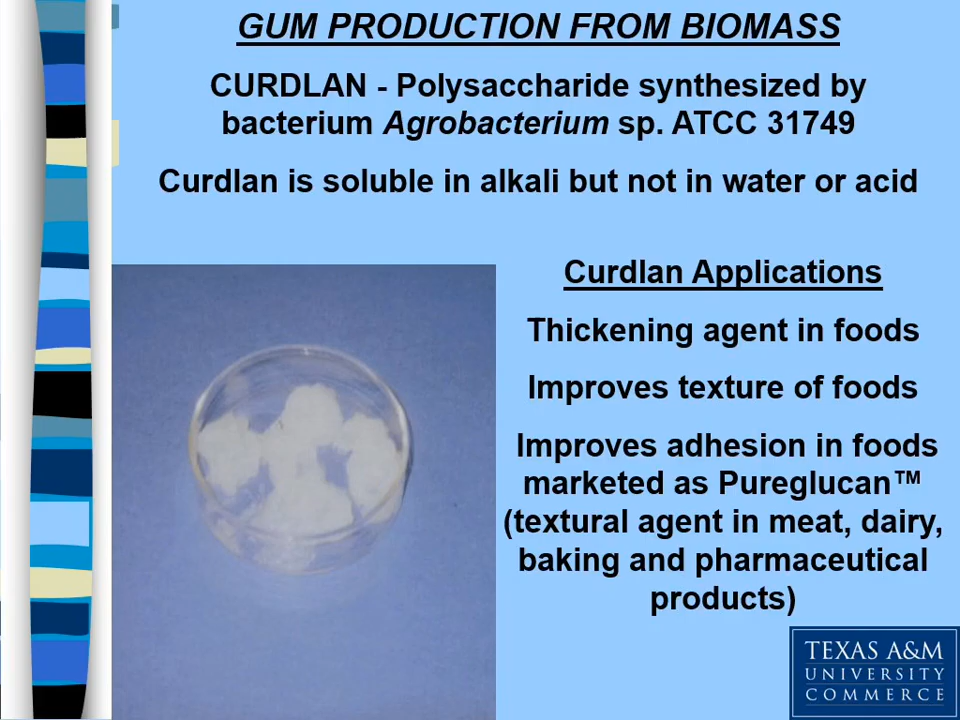 GUM PRODUCTION FROM BIOMASS
CURDLAN - Polysaccharide synthesized by
bacterium Agrobacterium sp. ATCC 31749
Curdlan is soluble in alkali but not in water or acid
Curdlan Applications
Thickening agent in foods
Improves texture of foods
Improves adhesion in foods
marketed as Pureglucan™
(textural agent in meat, dairy,
baking and pharmaceutical
products)
TEXAS A&M
UNIVERSITY
COMMERCE